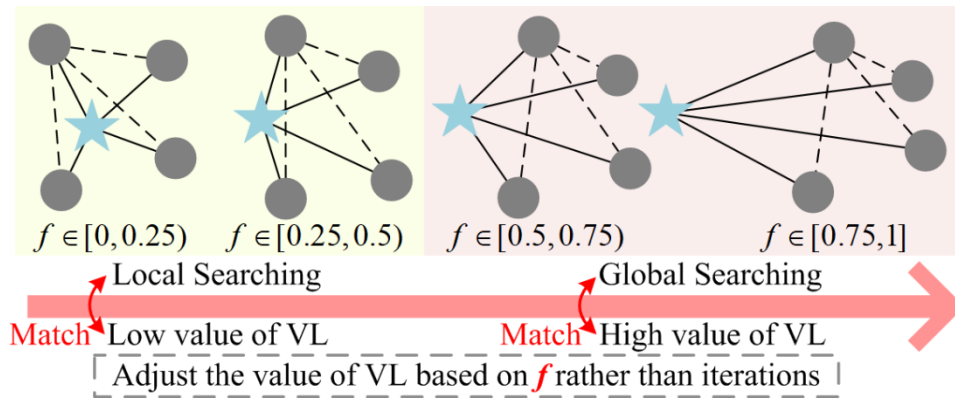 f ∈[0,0.25) f ∈[0.25,0.5) f ∈[0.5,0.75) f ∈[0.75,1]
Local Searching Global Searching
Match Low value of VL Match High value of VL
Adjust the value of VL based on f rather than iterations